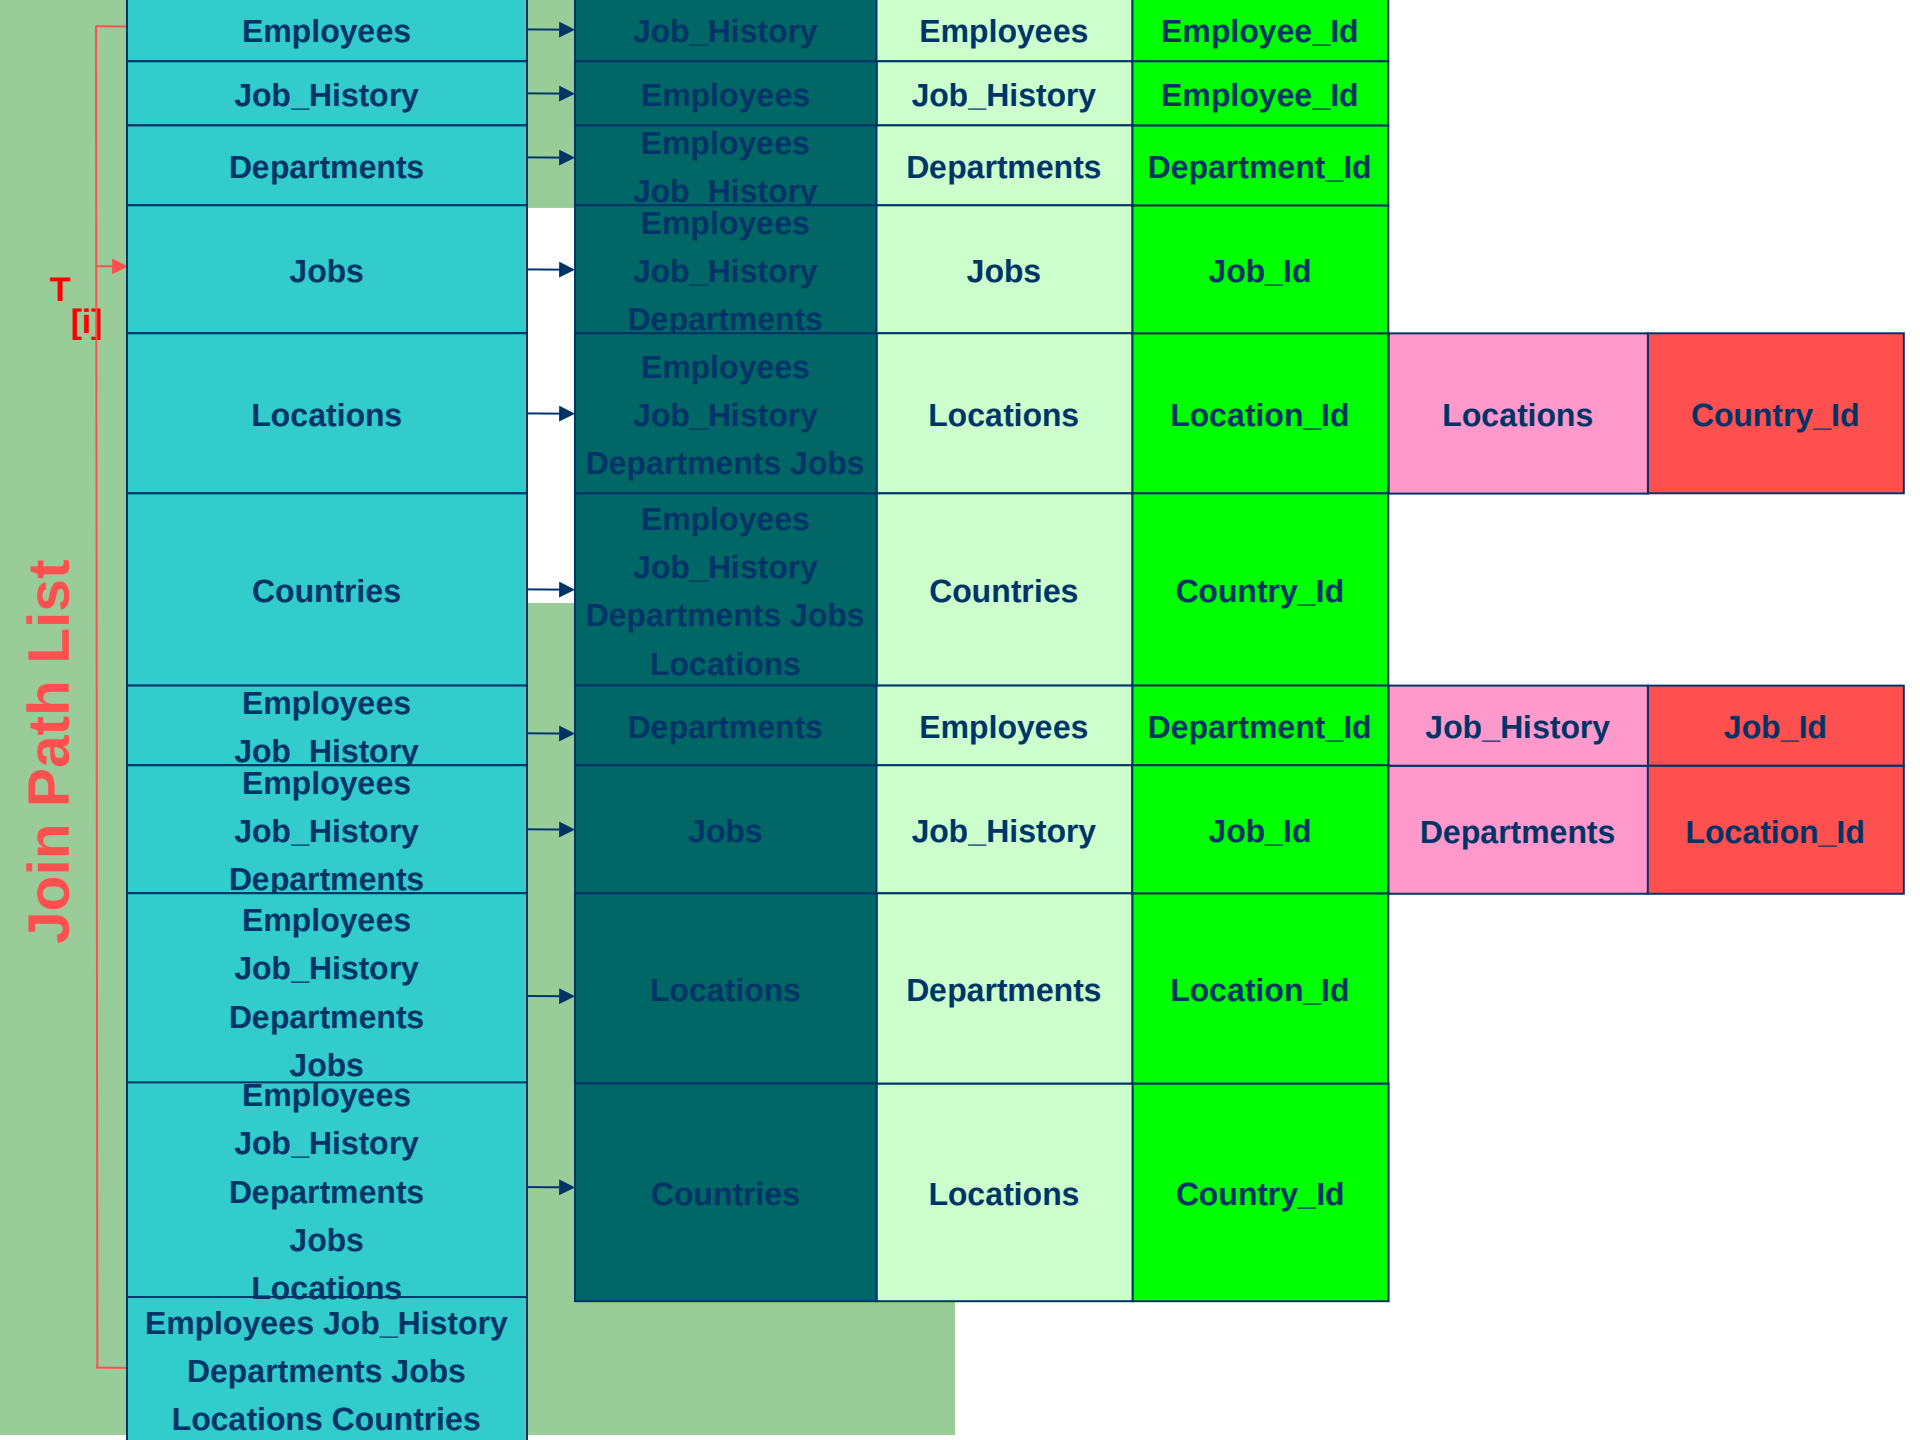 Employees
Job_History
Employees
Employee_Id
Job_History
Employees
Job_History
Employee_Id
Departments
Employees
Job_History
Departments
Department_Id
Jobs
Employees
Job_History
Departments
Jobs
Job_Id
T
[i]
Locations
Employees
Job_History
Departments Jobs
Locations
Location_Id
Locations
Country_Id
Countries
Employees
Job_History
Departments Jobs
Locations
Countries
Country_Id
Join Path List
Employees
Job_History
Departments
Employees
Department_Id
Job_History
Job_Id
Employees
Job_History
Departments
Jobs
Job_History
Job_Id
Departments
Location_Id
Employees
Job_History
Departments
Jobs
Locations
Departments
Location_Id
Employees
Job_History
Departments
Jobs
Locations
Countries
Locations
Country_Id
Employees Job_History
Departments Jobs
Locations Countries